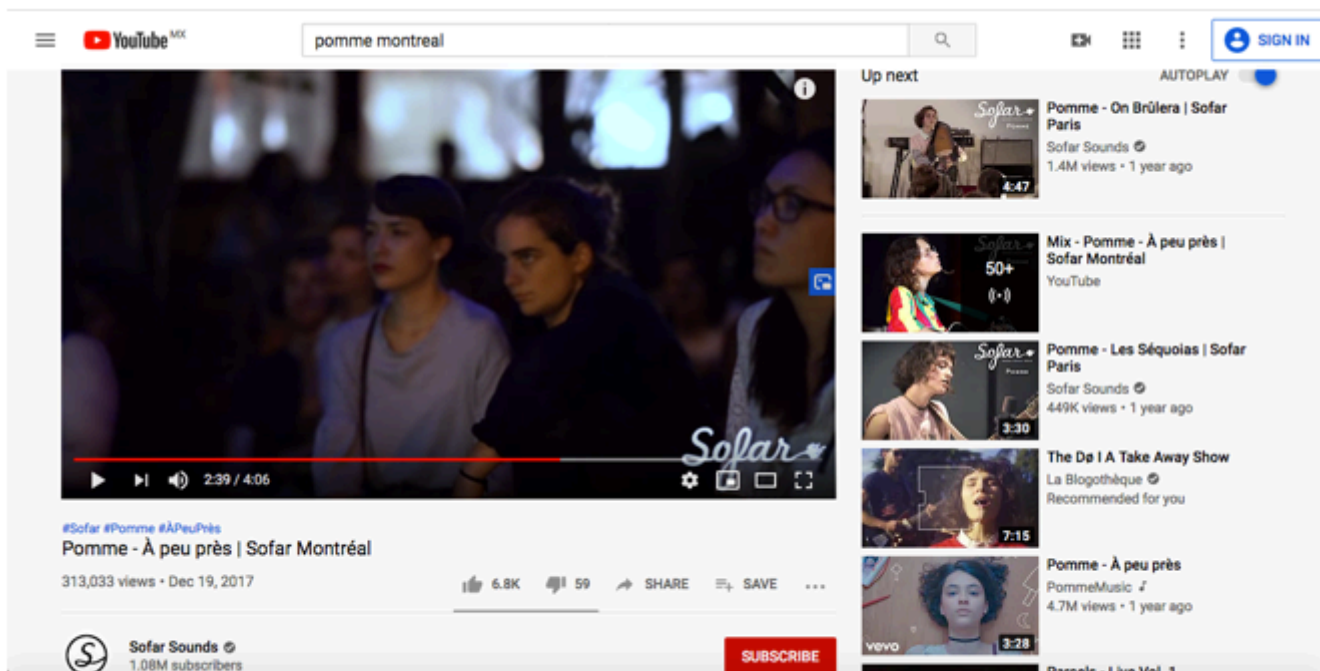 YouTube MX
pomme montreal
SIGN IN
Sofar
2:39 / 4:06
#Sofar #Pomme #ÀPeuPrès
Pomme - À peu près | Sofar Montréal
313,033 views • Dec 19, 2017
6.8K
59
SHARE
SAVE
Sofar Sounds
1.08M subscribers
SUBSCRIBE
Up next
AUTOPLAY
Sofar
Pomme
4:47
Pomme - On Brûlera | Sofar
Paris
Sofar Sounds
1.4M views • 1 year ago
Sofar
50+
Mix - Pomme - À peu près |
Sofar Montréal
YouTube
Sofar
Pomme
3:30
Pomme - Les Séquoias | Sofar
Paris
Sofar Sounds
449K views • 1 year ago
7:15
The Dø I A Take Away Show
La Blogothèque
Recommended for you
vevo
3:28
Pomme - À peu près
PommeMusic
4.7M views • 1 year ago